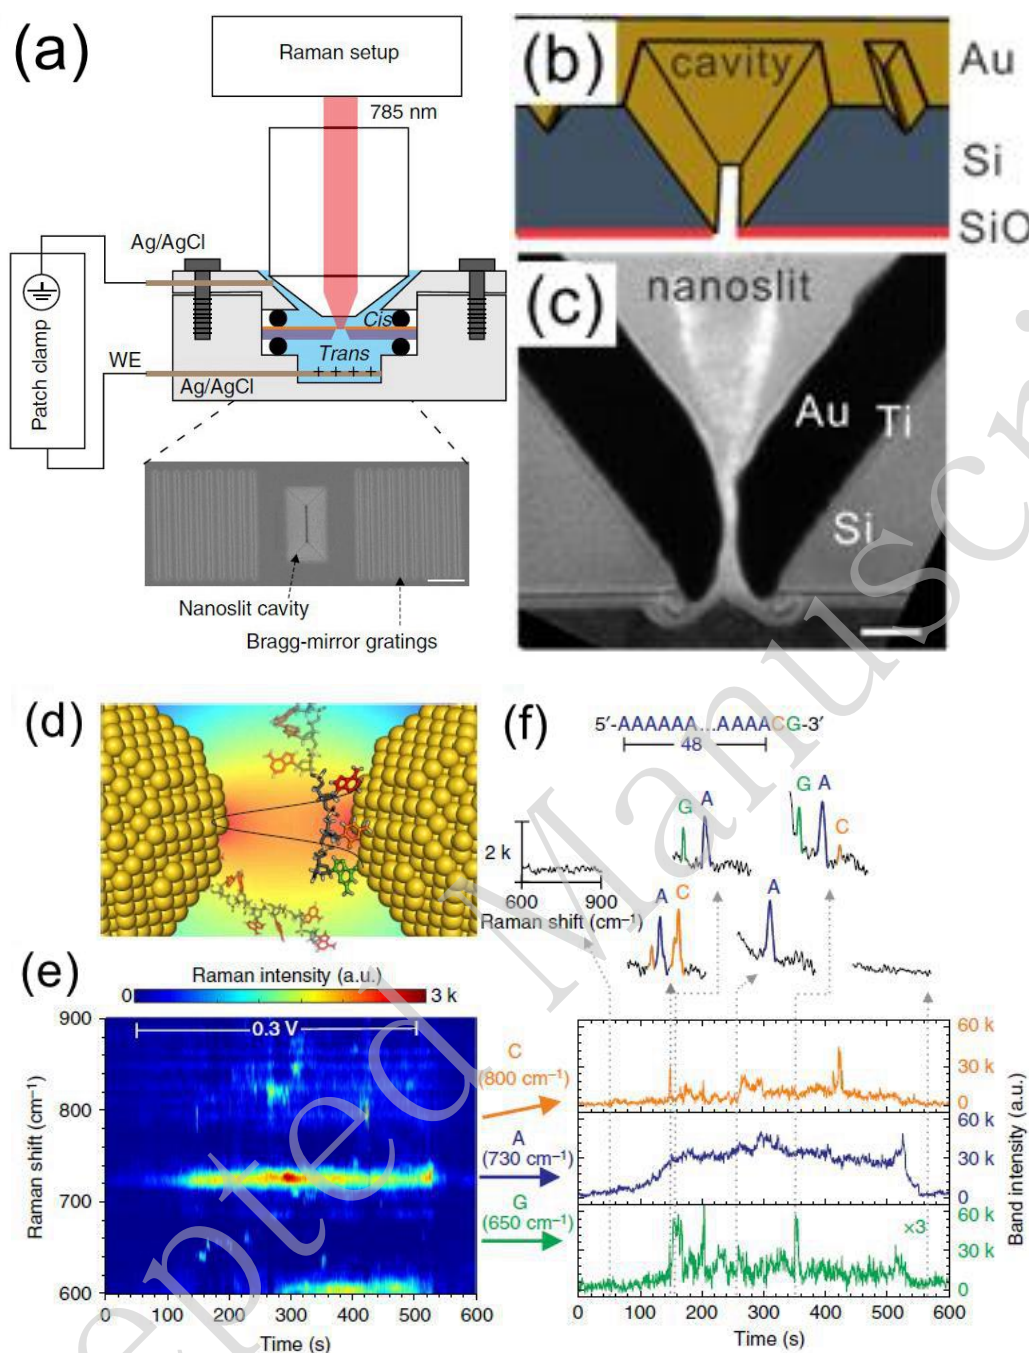 (a)
Raman setup
785 nm
Ag/AgCl
Patch clamp
Cis
WE
Trans
+ + + +
Ag/AgCl
Nanoslit cavity
Bragg-mirror gratings
(b)
cavity
Au
Si
SiO
(c)
nanoslit
Au
Ti
Si
(d)
(e)
Raman intensity (a.u.)
0
3 k
0.3 V
Raman shift (cm⁻¹)
900
800
700
600
0 100 200 300 400 500 600
Time (s)
C
(800 cm⁻¹)
A
(730 cm⁻¹)
G
(650 cm⁻¹)
(f)
5′-AAAAAA...AAAACG-3′
48
G A
G A C
2 k
600 900
Raman shift (cm⁻¹)
A C
A
60 k
30 k
0
60 k
30 k
0
×3
60 k
30 k
0
Band intensity (a.u.)
0 100 200 300 400 500 600
Time (s)
epted Manuscri